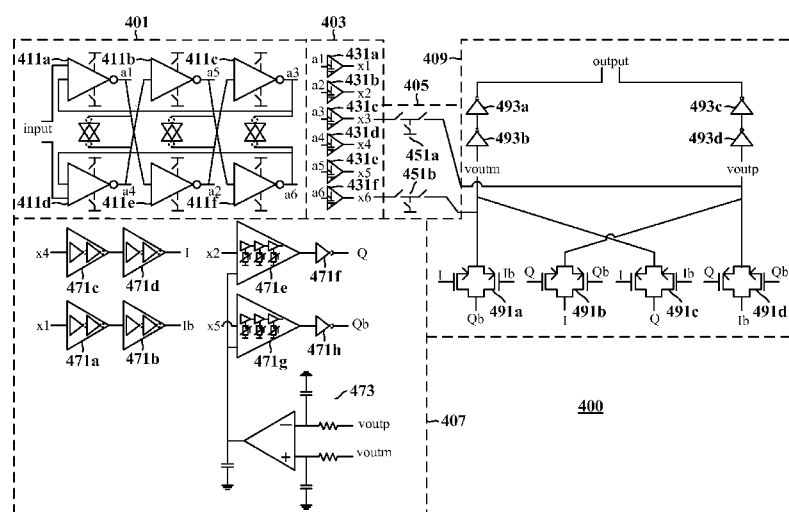 401
403
409
411a
411b
411c
a1
a5
a3
input
a4
a2
a6
411d
411e
411f
431a
a1
x1
431b
a2
x2
431c
a3
x3
431d
a4
x4
431e
a5
x5
431f
a6
x6
405
451a
451b
output
493a
493c
493b
493d
voutm
voutp
I
Ib
Q
Qb
I
Ib
Q
Qb
491a
491b
491c
491d
Qb
I
Q
Ib
x4
I
471c
471d
x2
Q
471e
471f
x1
Ib
471a
471b
x5
Qb
471g
471h
473
voutp
voutm
−
+
407
400